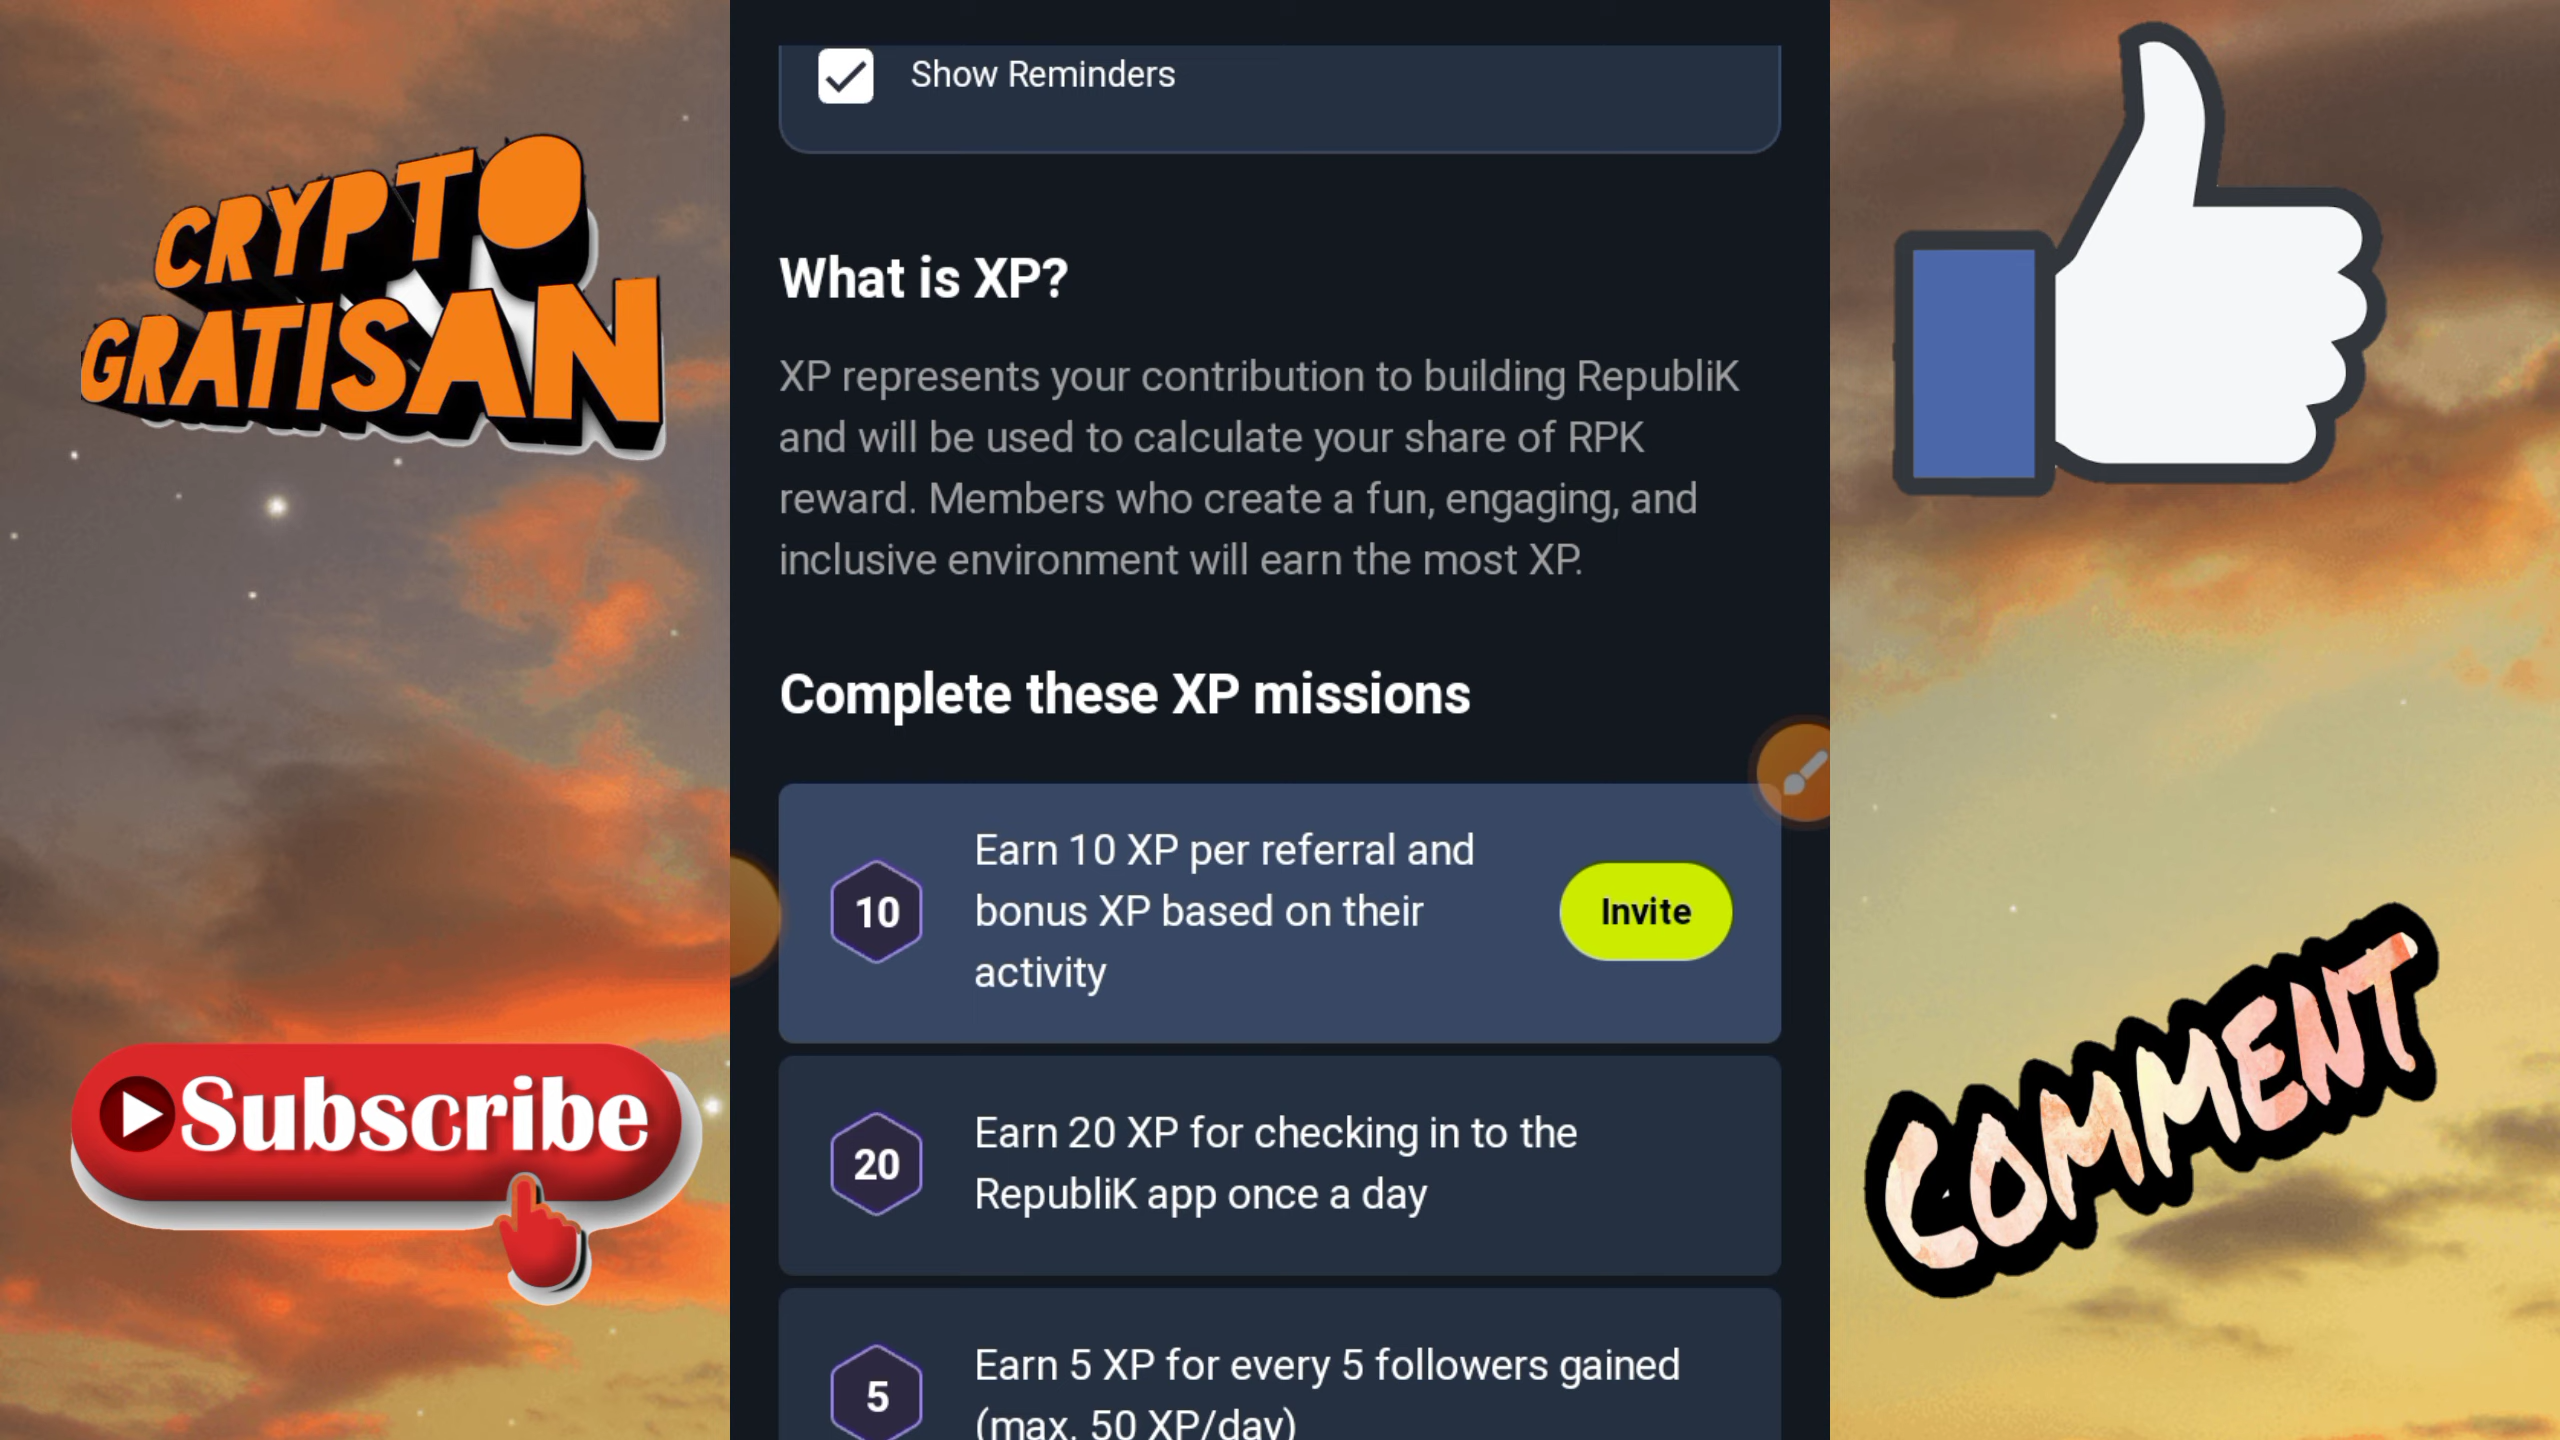 CRYPTO
GRATISAN
Subscribe
Show Reminders
What is XP?
XP represents your contribution to building RepubliK
and will be used to calculate your share of RPK
reward. Members who create a fun, engaging, and
inclusive environment will earn the most XP.
Complete these XP missions
10
Earn 10 XP per referral and
bonus XP based on their
activity
Invite
20
Earn 20 XP for checking in to the
RepubliK app once a day
5
Earn 5 XP for every 5 followers gained
(max. 50 XP/day)
COMMENT